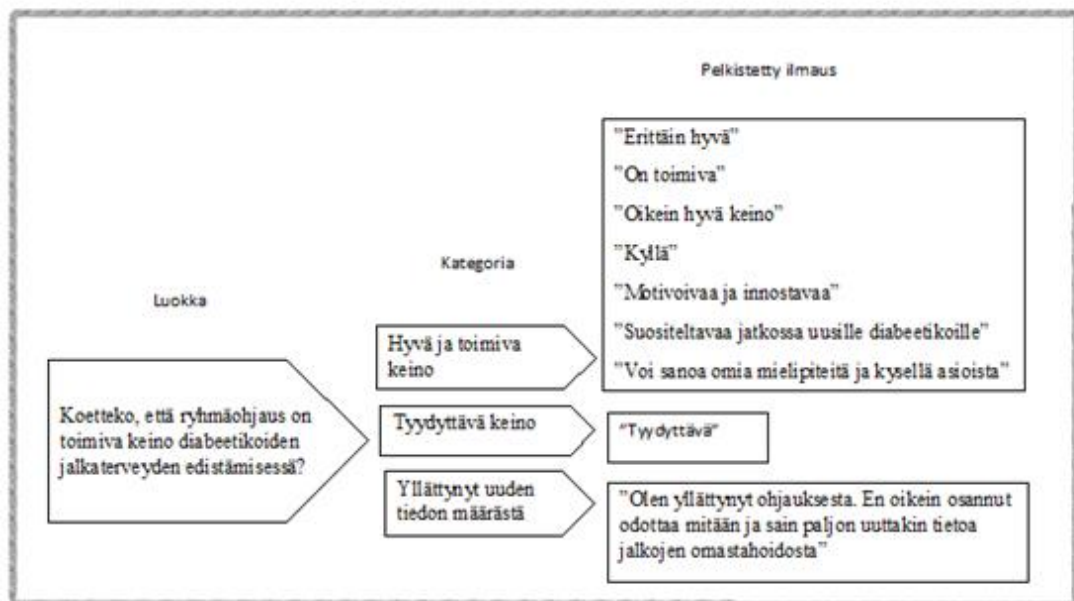 Pelkistetty ilmaus
Kategoria
Luokka
Koetteko, että ryhmäohjaus on
toimiva keino diabeetikoiden
jalkaterveyden edistämisessä?
Hyvä ja toimiva
keino
"Erittäin hyvä"
"On toimiva"
"Oikein hyvä keino"
"Kyllä"
"Motivoivaa ja innostavaa"
"Suositeltavaa jatkossa uusille diabeetikoille"
"Voi sanoa omia mielipiteitä ja kysellä asioista"
Tyydyttävä keino
"Tyydyttävä"
Yllättynyt uuden
tiedon määrästä
"Olen yllättynyt ohjauksesta. En oikein osannut
odottaa mitään ja sain paljon uuttakin tietoa
jalkojen omastahoidosta"